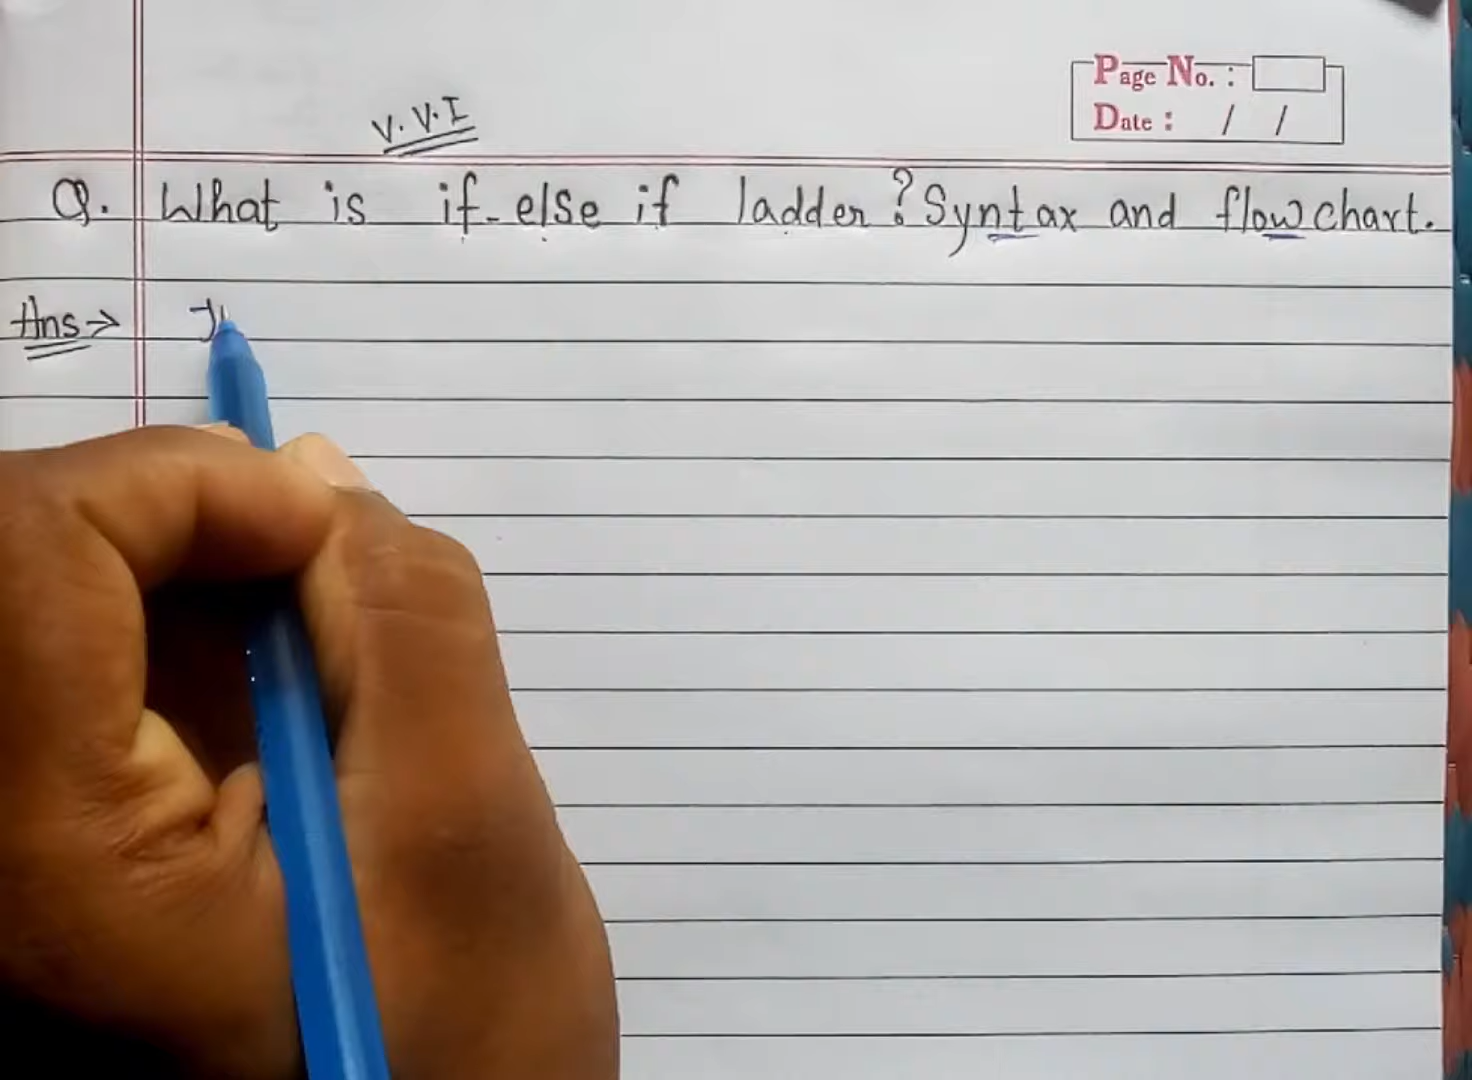 Page No. :
Date : / /
V.V.I
Q. What is if-else if ladder? Syntax and flowchart.
Ans →